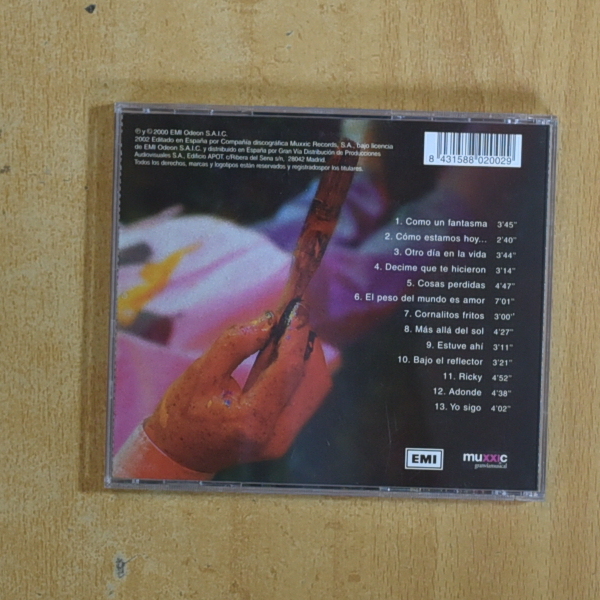 ℗ y © 2000 EMI Odeon S.A.I.C.
2002 Editado en España por Compañía discográfica Muxxic Records, S.A., bajo licencia
de EMI Odeon S.A.I.C. y distribuido en España por Gran Vía Distribución de Producciones
Audiovisuales S.A., Edificio APOT. c/Ribera del Sena s/n, 28042 Madrid.
Todos los derechos, marcas y logotipos están reservados y registradospor los titulares.
8 431588 020029
1. Como un fantasma 3'45"
2. Cómo estamos hoy... 2'40"
3. Otro día en la vida 3'44"
4. Decime que te hicieron 3'14"
5. Cosas perdidas 4'47"
6. El peso del mundo es amor 7'01"
7. Cornalitos fritos 3'00"
8. Más allá del sol 4'27"
9. Estuve ahí 3'11"
10. Bajo el reflector 3'21"
11. Ricky 4'52"
12. Adonde 4'38"
13. Yo sigo 4'02"
EMI
muxxic
granvíamusical